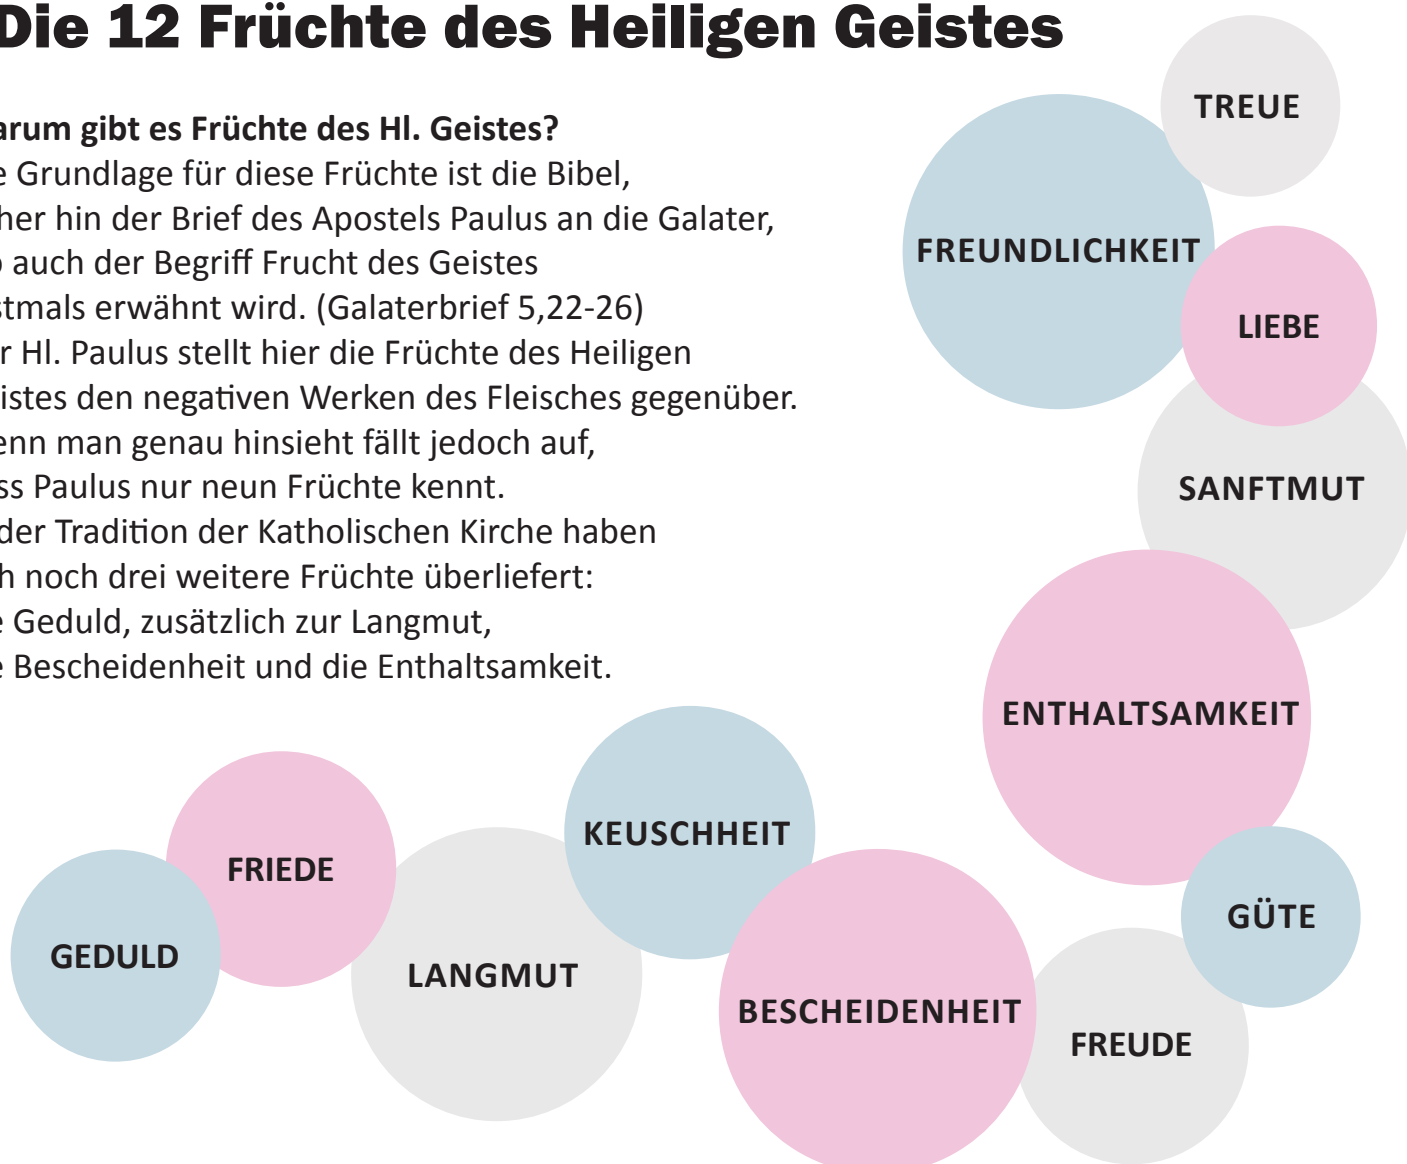 Die 12 Früchte des Heiligen Geistes
arum gibt es Früchte des Hl. Geistes?
e Grundlage für diese Früchte ist die Bibel,
her hin der Brief des Apostels Paulus an die Galater,
o auch der Begriff Frucht des Geistes
stmals erwähnt wird. (Galaterbrief 5,22-26)
r Hl. Paulus stellt hier die Früchte des Heiligen
istes den negativen Werken des Fleisches gegenüber.
enn man genau hinsieht fällt jedoch auf,
ss Paulus nur neun Früchte kennt.
der Tradition der Katholischen Kirche haben
h noch drei weitere Früchte überliefert:
e Geduld, zusätzlich zur Langmut,
e Bescheidenheit und die Enthaltsamkeit.
TREUE
FREUNDLICHKEIT
LIEBE
SANFTMUT
ENTHALTSAMKEIT
GÜTE
FREUDE
BESCHEIDENHEIT
KEUSCHHEIT
LANGMUT
FRIEDE
GEDULD